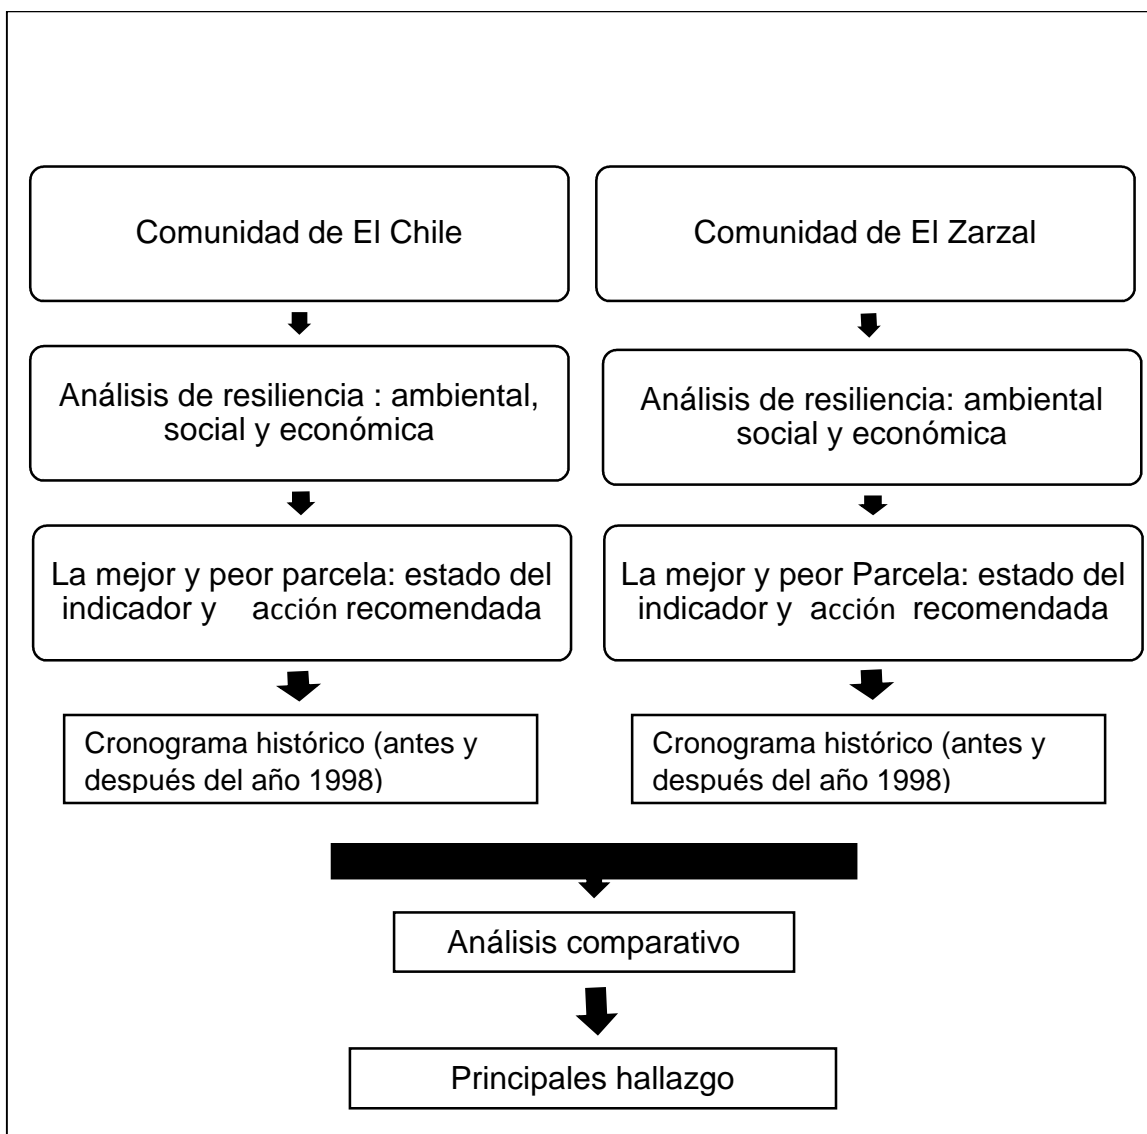 Comunidad de El Chile
Comunidad de El Zarzal
Análisis de resiliencia : ambiental,
social y económica
Análisis de resiliencia: ambiental
social y económica
La mejor y peor parcela: estado del
indicador y acción recomendada
La mejor y peor Parcela: estado del
indicador y acción recomendada
Cronograma histórico (antes y
después del año 1998)
Cronograma histórico (antes y
después del año 1998)
Análisis comparativo
Principales hallazgo